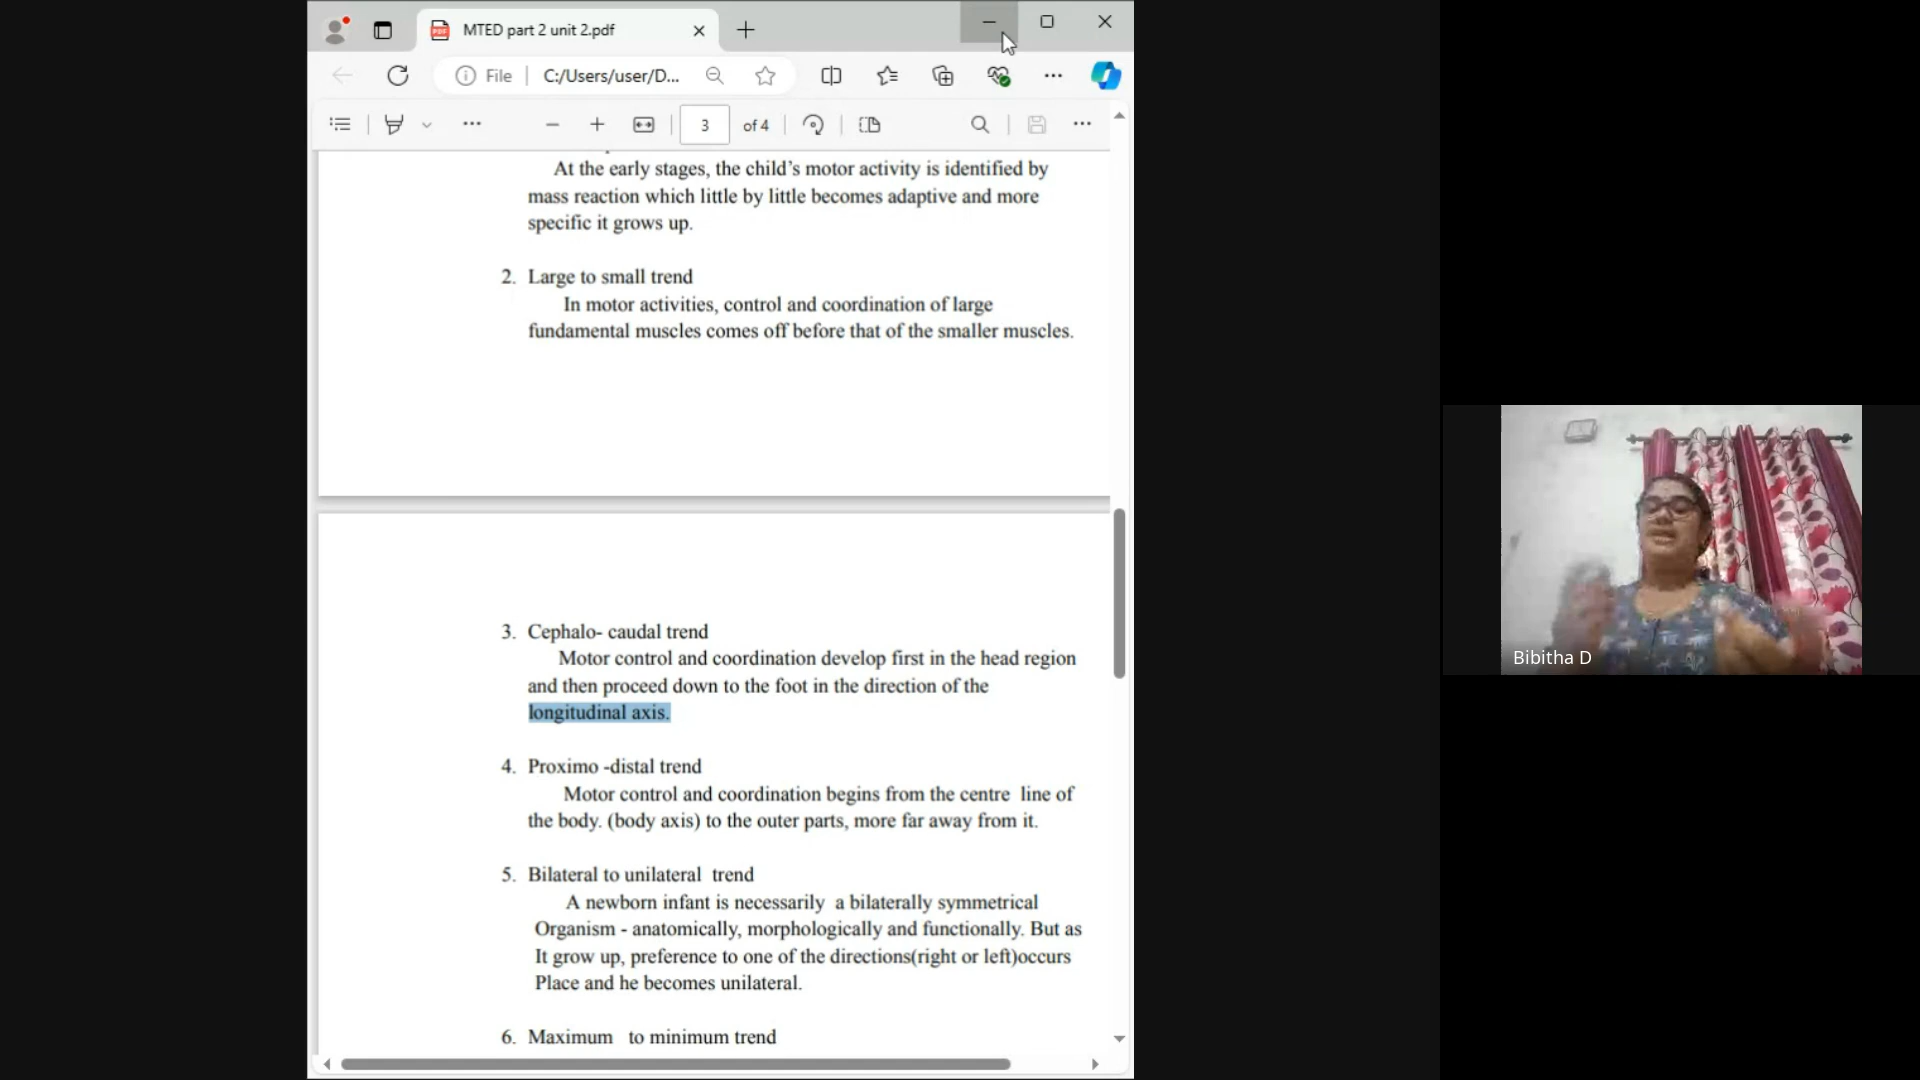 MTED part 2 unit 2.pdf
File
C:/Users/user/D...
3 of 4
At the early stages, the child’s motor activity is identified by
mass reaction which little by little becomes adaptive and more
specific it grows up.
2. Large to small trend
In motor activities, control and coordination of large
fundamental muscles comes off before that of the smaller muscles.
3. Cephalo- caudal trend
Motor control and coordination develop first in the head region
and then proceed down to the foot in the direction of the
longitudinal axis.
4. Proximo -distal trend
Motor control and coordination begins from the centre line of
the body. (body axis) to the outer parts, more far away from it.
5. Bilateral to unilateral trend
A newborn infant is necessarily a bilaterally symmetrical
Organism - anatomically, morphologically and functionally. But as
It grow up, preference to one of the directions(right or left)occurs
Place and he becomes unilateral.
6. Maximum to minimum trend
Bibitha D